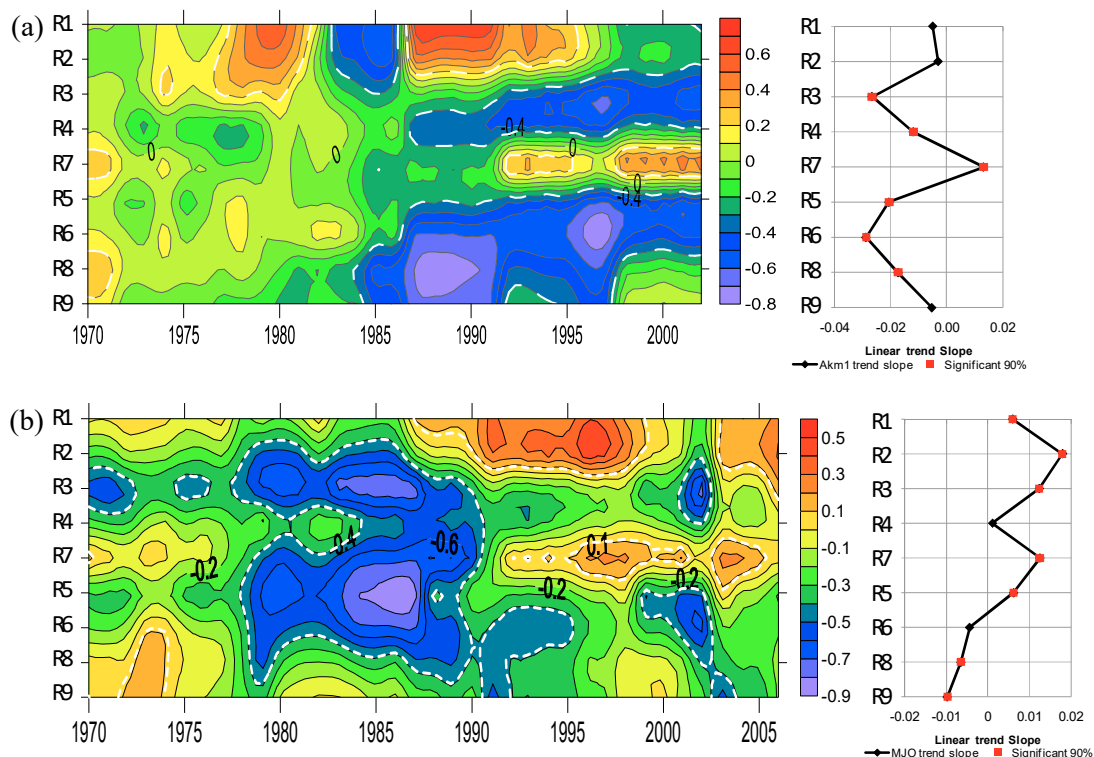 (a)
R1
R2
R3
R4
R7
R5
R6
R8
R9
0
0
-0.4
0
0
-0.4
1970 1975 1980 1985 1990 1995 2000
0.6
0.4
0.2
0
-0.2
-0.4
-0.6
-0.8
R1
R2
R3
R4
R7
R5
R6
R8
R9
-0.04 -0.02 0.00 0.02
Linear trend Slope
Akm1 trend slope Significant 90%
(b)
R1
R2
R3
R4
R7
R5
R6
R8
R9
-0.2
-0.4
-0.6
0.1
-0.2
-0.2
1970 1975 1980 1985 1990 1995 2000 2005
0.5
0.3
0.1
-0.1
-0.3
-0.5
-0.7
-0.9
R1
R2
R3
R4
R7
R5
R6
R8
R9
-0.02 -0.01 0 0.01 0.02
Linear trend Slope
MJO trend slope Significant 90%